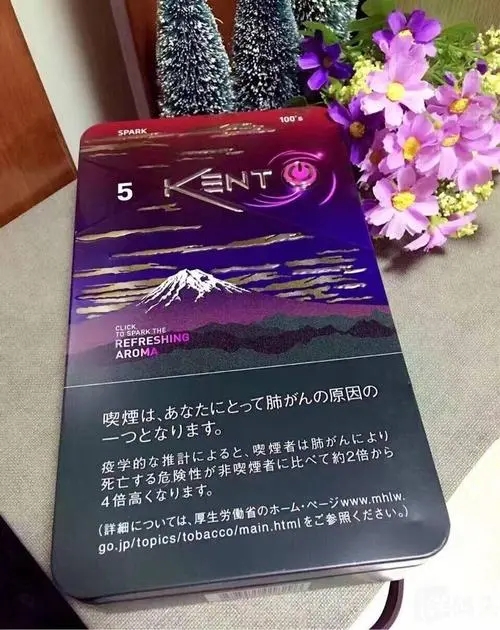 SPARK
100's
5 KENT
CLICK
TO SPARK THE
REFRESHING
AROMA
喫煙は、あなたにとって肺がんの原因の
一つとなります。
疫学的な推計によると、喫煙者は肺がんにより
死亡する危険性が非喫煙者に比べて約2倍から
4倍高くなります。
(詳細については、厚生労働省のホーム・ページwww.mhlw.
go.jp/topics/tobacco/main.htmlをご参照ください。)